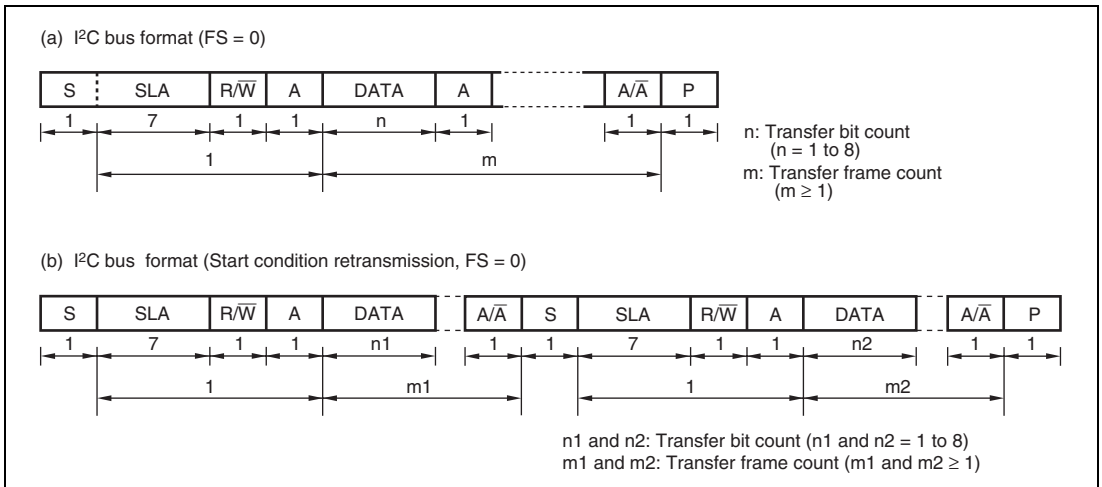 (a) I²C bus format (FS = 0)
S SLA R/W̅ A DATA A A/A̅ P
1 7 1 1 n 1 1 1
1 m
n: Transfer bit count
(n = 1 to 8)
m: Transfer frame count
(m ≥ 1)
(b) I²C bus format (Start condition retransmission, FS = 0)
S SLA R/W̅ A DATA A/A̅ S SLA R/W̅ A DATA A/A̅ P
1 7 1 1 n1 1 1 7 1 1 n2 1 1
1 m1 1 m2
n1 and n2: Transfer bit count (n1 and n2 = 1 to 8)
m1 and m2: Transfer frame count (m1 and m2 ≥ 1)